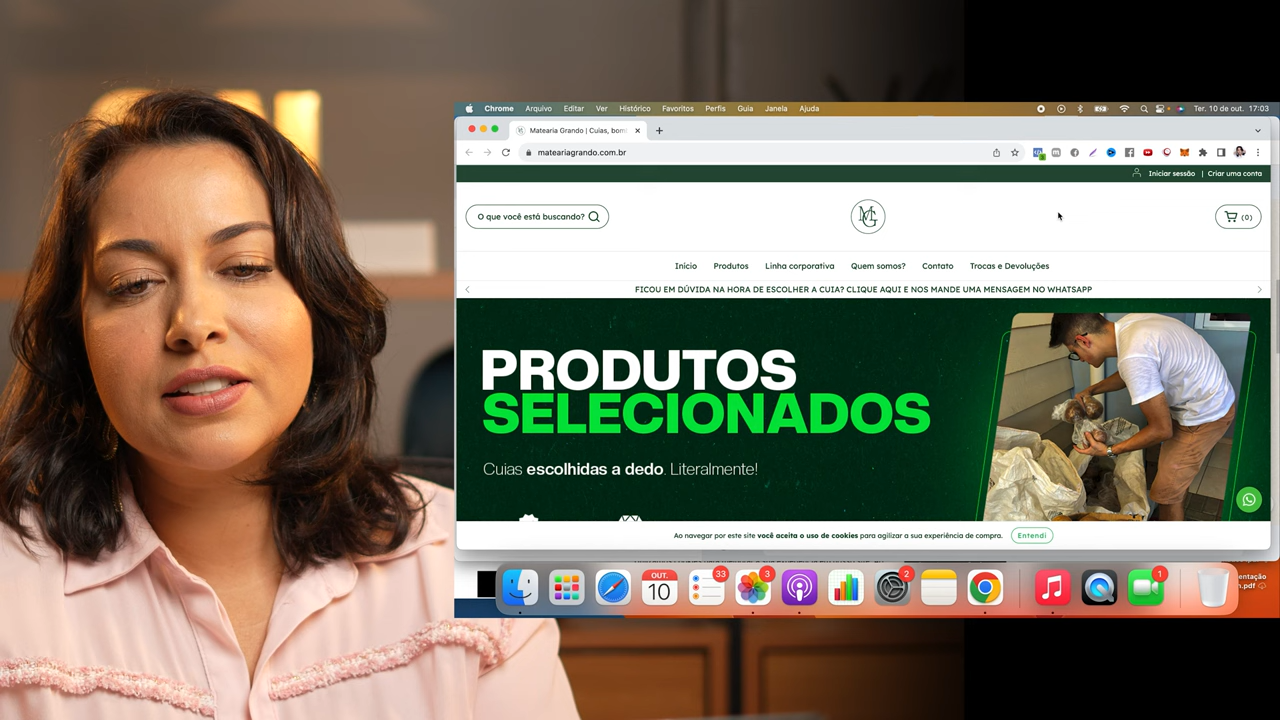 Chrome Arquivo Editar Ver Histórico Favoritos Perfis Guia Janela Ajuda
Ter. 10 de out. 17:03
Matearia Grando | Cuias, bom
mateariagrando.com.br
Iniciar sessão | Criar uma conta
O que você está buscando?
MG
(0)
Inicio Produtos Linha corporativa Quem somos? Contato Trocas e Devoluções
FICOU EM DÚVIDA NA HORA DE ESCOLHER A CUIA? CLIQUE AQUI E NOS MANDE UMA MENSAGEM NO WHATSAPP
PRODUTOS
SELECIONADOS
Cuias escolhidas a dedo. Literalmente!
Ao navegar por este site você aceita o uso de cookies para agilizar a sua experiência de compra.
Entendi
OUT.
10
33
3
2
1